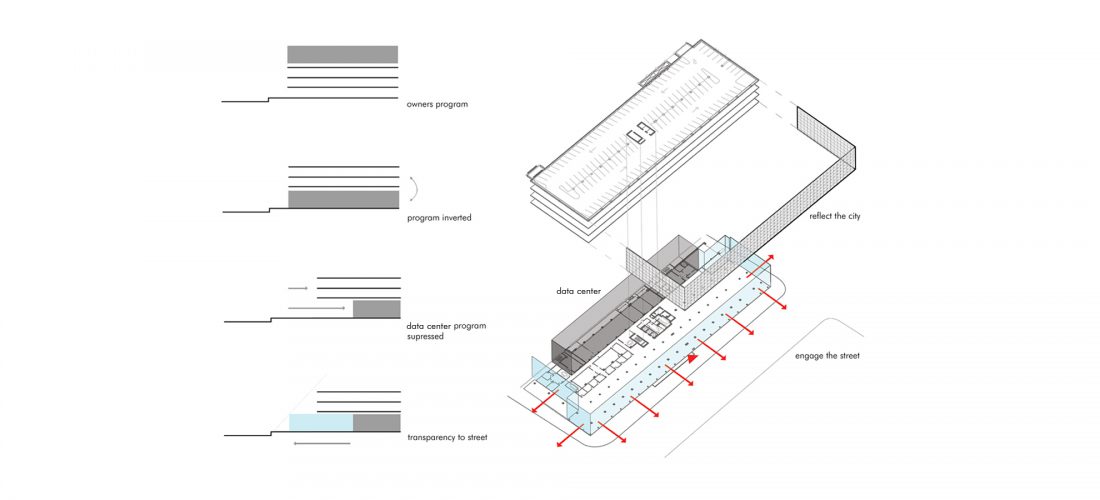 owners program
program inverted
data center program
supressed
transparency to street
reflect the city
data center
engage the street